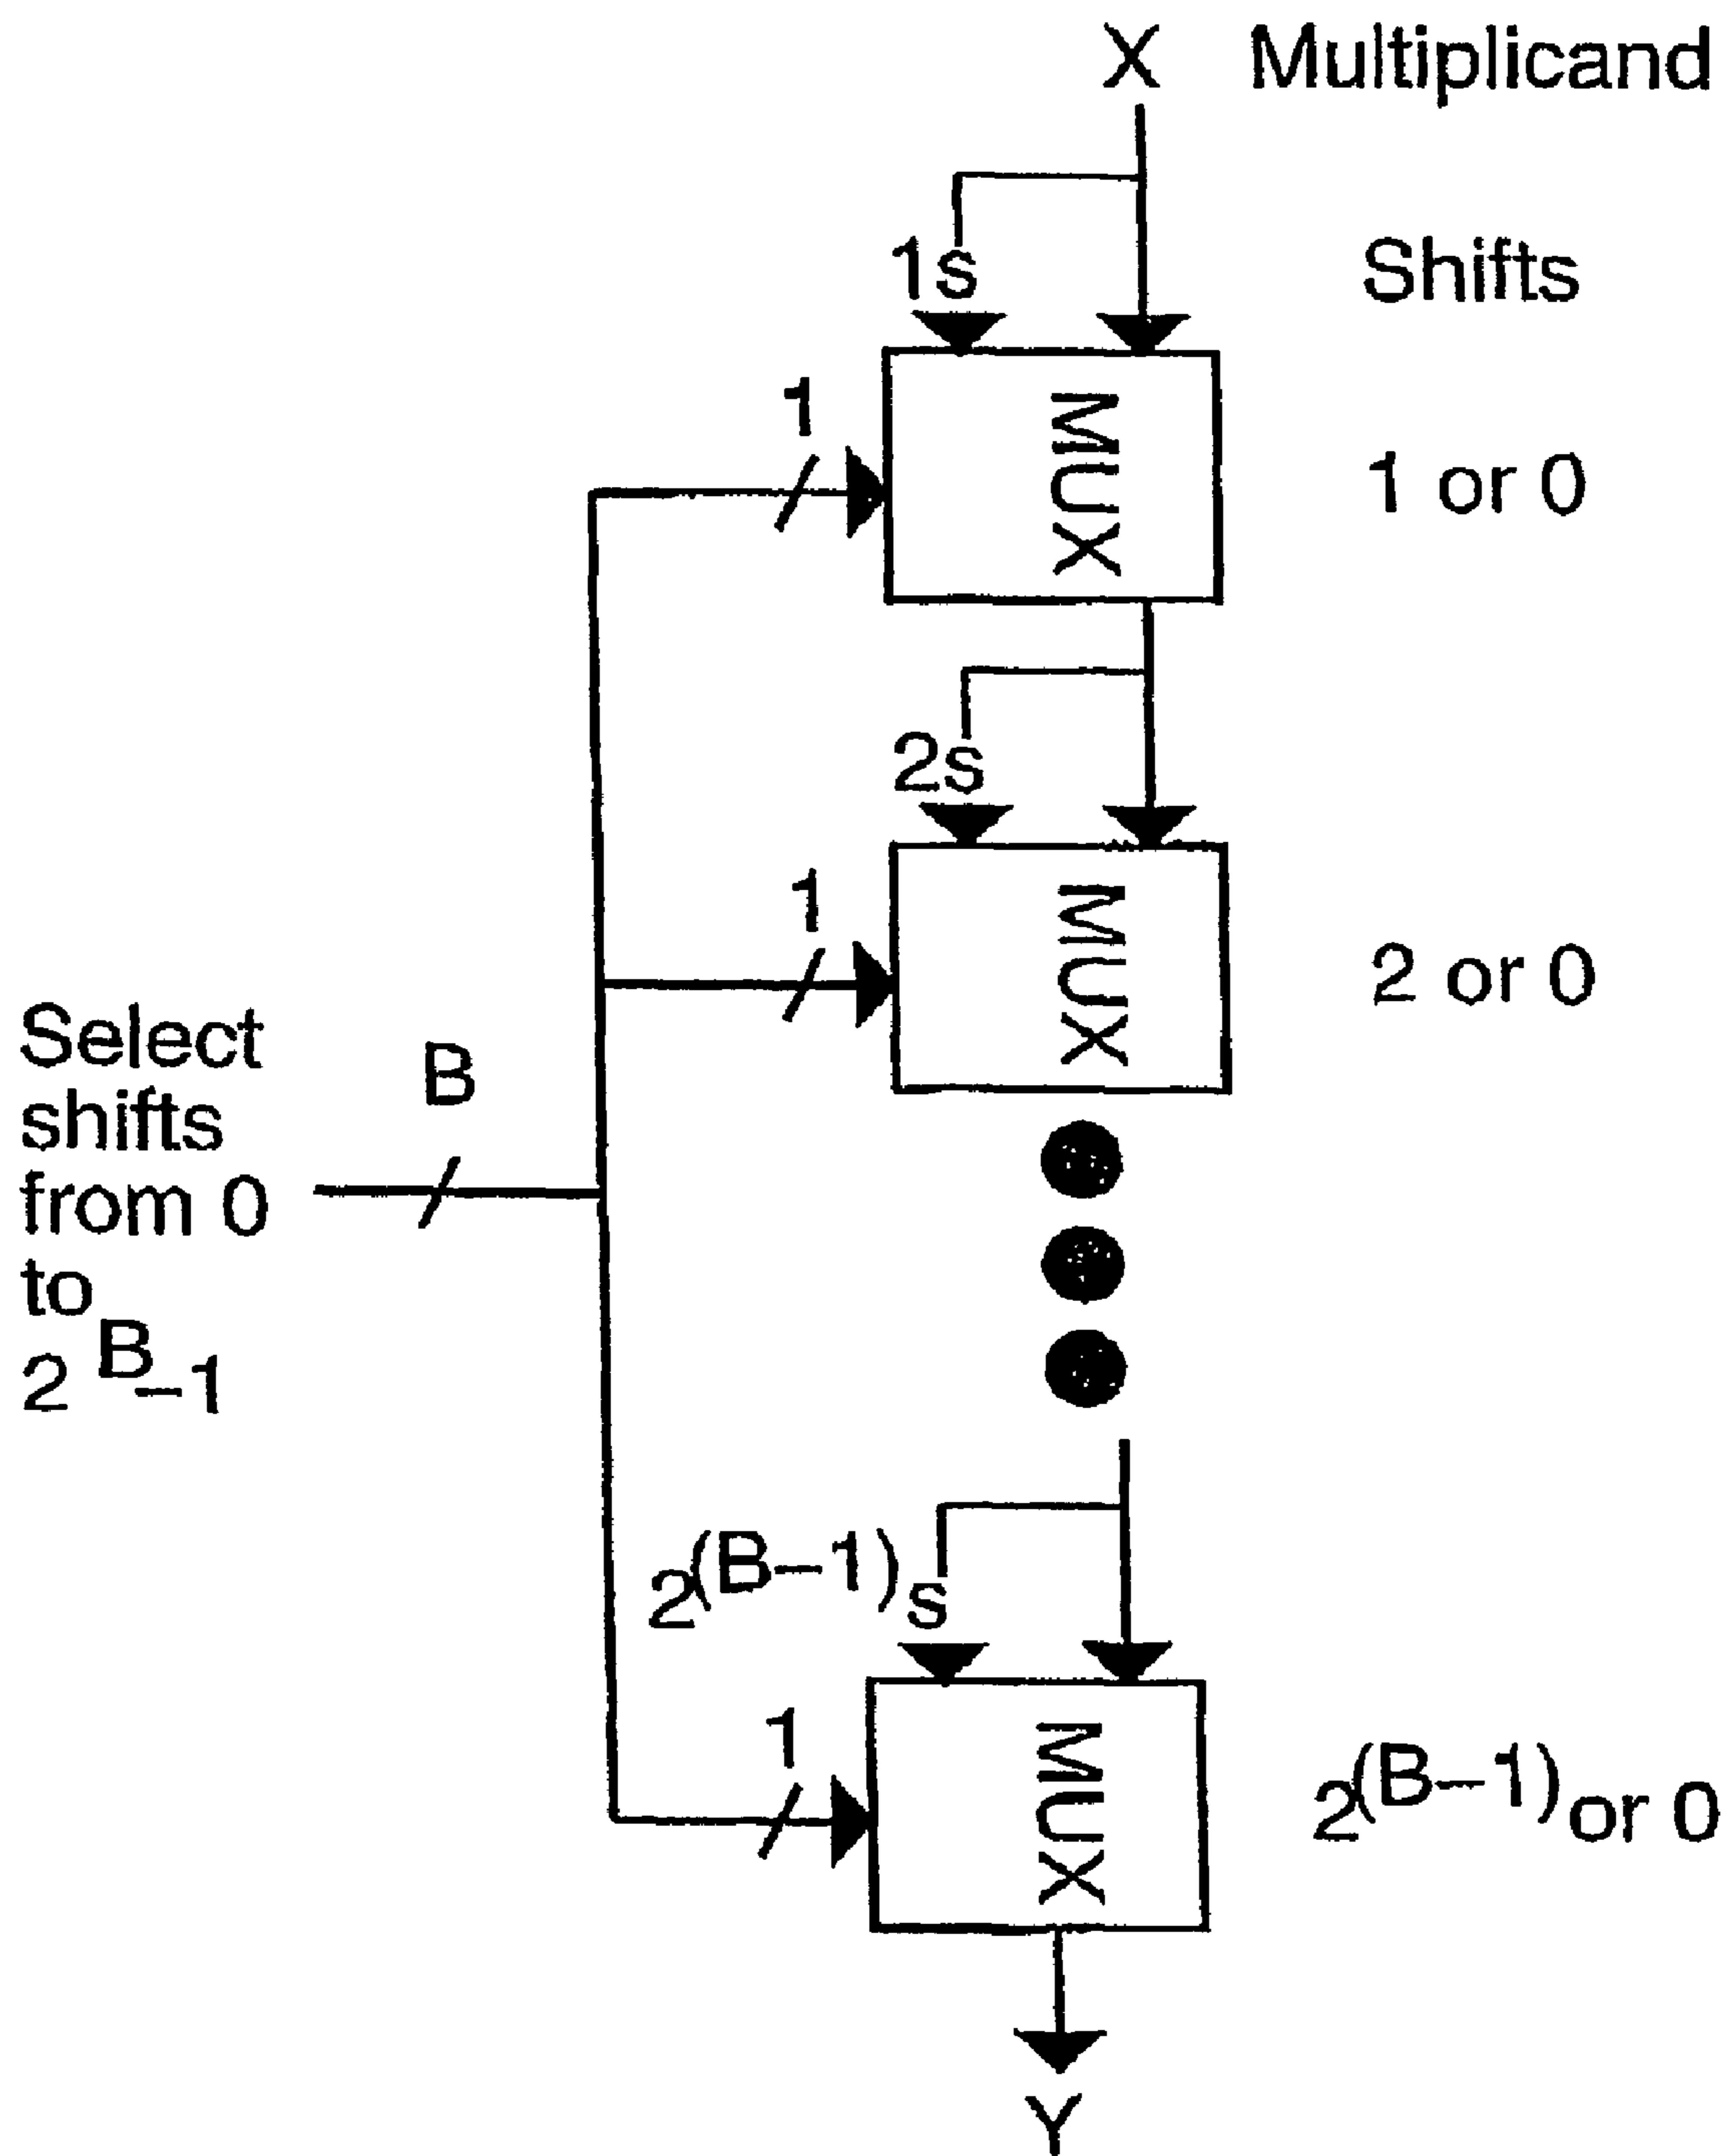 X Multiplicand
1s
Shifts
1
MUX
1 or 0
2s
1
MUX
2 or 0
Select
shifts
from 0
to
2^B-1
B
2^(B-1)s
1
MUX
2^(B-1) or 0
Y